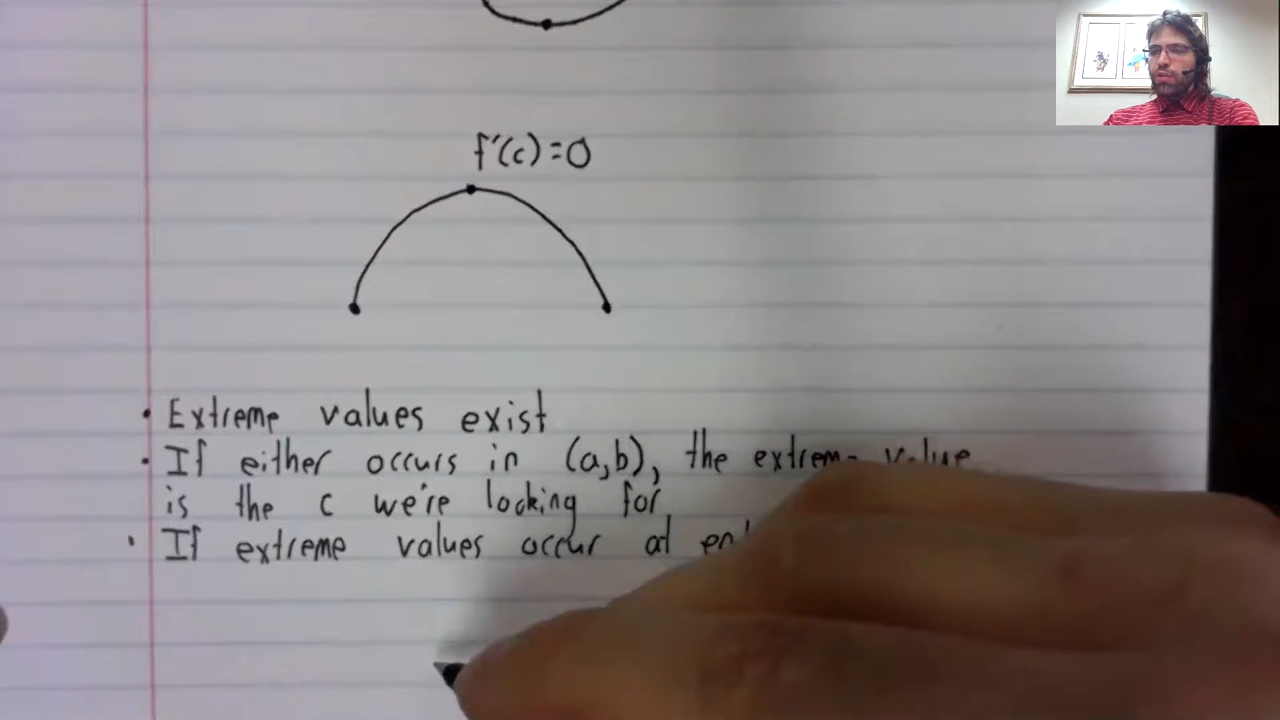 f'(c)=0
• Extreme values exist
• If either occurs in (a,b), the extreme value
is the c we're looking for
• If extreme values occur at